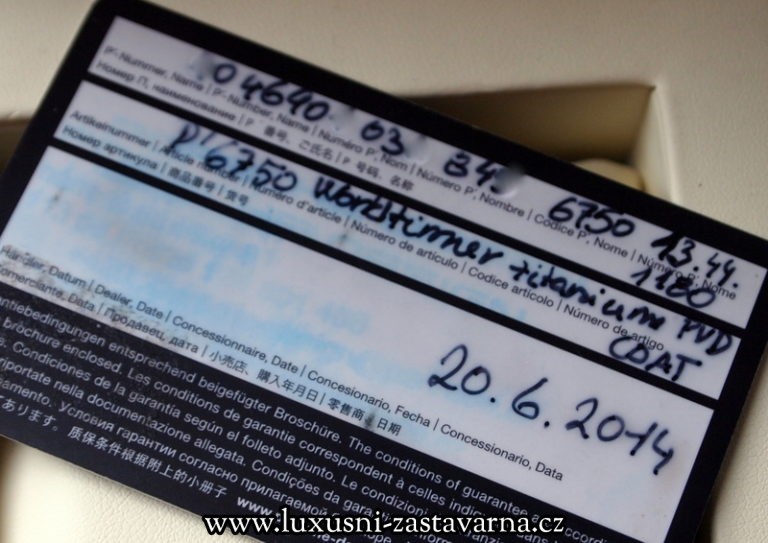 P'-Nummer, Name | P'-Number, Name | Numéro P', Nom | Número P', Nombre | Codice P', Nome | Número P, Nome
Номер П, наименование | P 番号、ご氏名 | P 号码、名称
04640 03 84 6750 13.44.
1180
Artikelnummer | Article number | Numéro d'article | Número de artículo | Codice articolo | Número de artigo
Номер артикула | 商品番号 | 货号
P'6750 Worldtimer titanium PVD
COAT
Händler, Datum | Dealer, Date | Concessionnaire, Date | Concesionario, Fecha | Concessionario, Data
Comerciante, Data | Продавец, дата | 小売店、購入年月日 | 零售商、日期
20.6.2014
entsprechend beigefügter Broschüre. The conditions of guarantee
brochure enclosed. Les conditions de garantie correspondent à celles
Condiciones de la garantía según el folleto adjunto. Le condizioni
riportate nella documentazione allegata. Condições da
Условия гарантии согласно прилагаемой
あります。 质保条件根据附上的小册子 www.
www.luxusni-zastavarna.cz